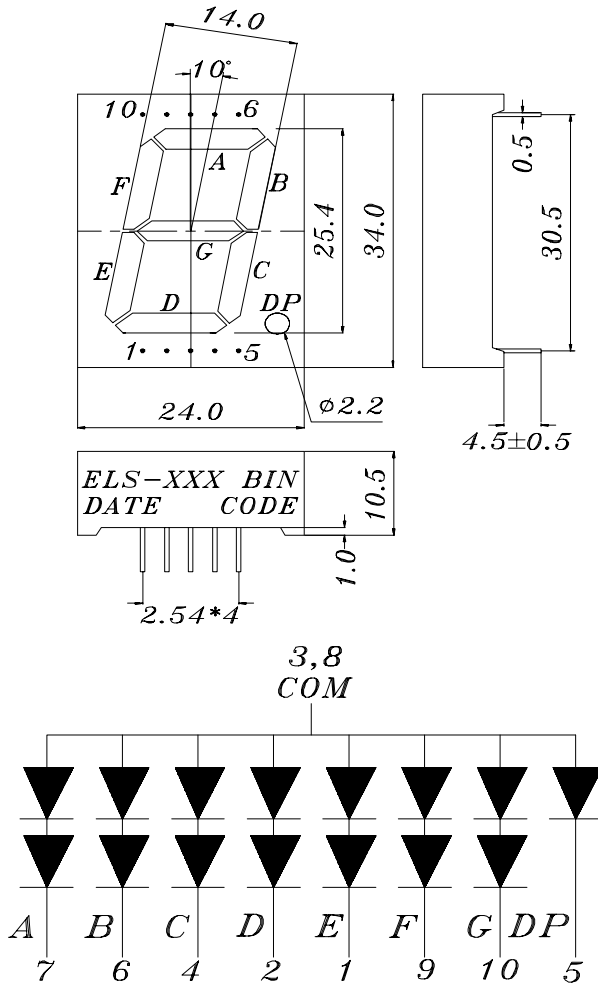 14.0
10°
10 6
A
F B
G
E C
D DP
1 5
25.4
34.0
24.0
ø2.2
0.5
30.5
4.5±0.5
ELS-XXX BIN
DATE CODE
10.5
1.0
2.54*4
3,8
COM
A B C D E F G DP
7 6 4 2 1 9 10 5